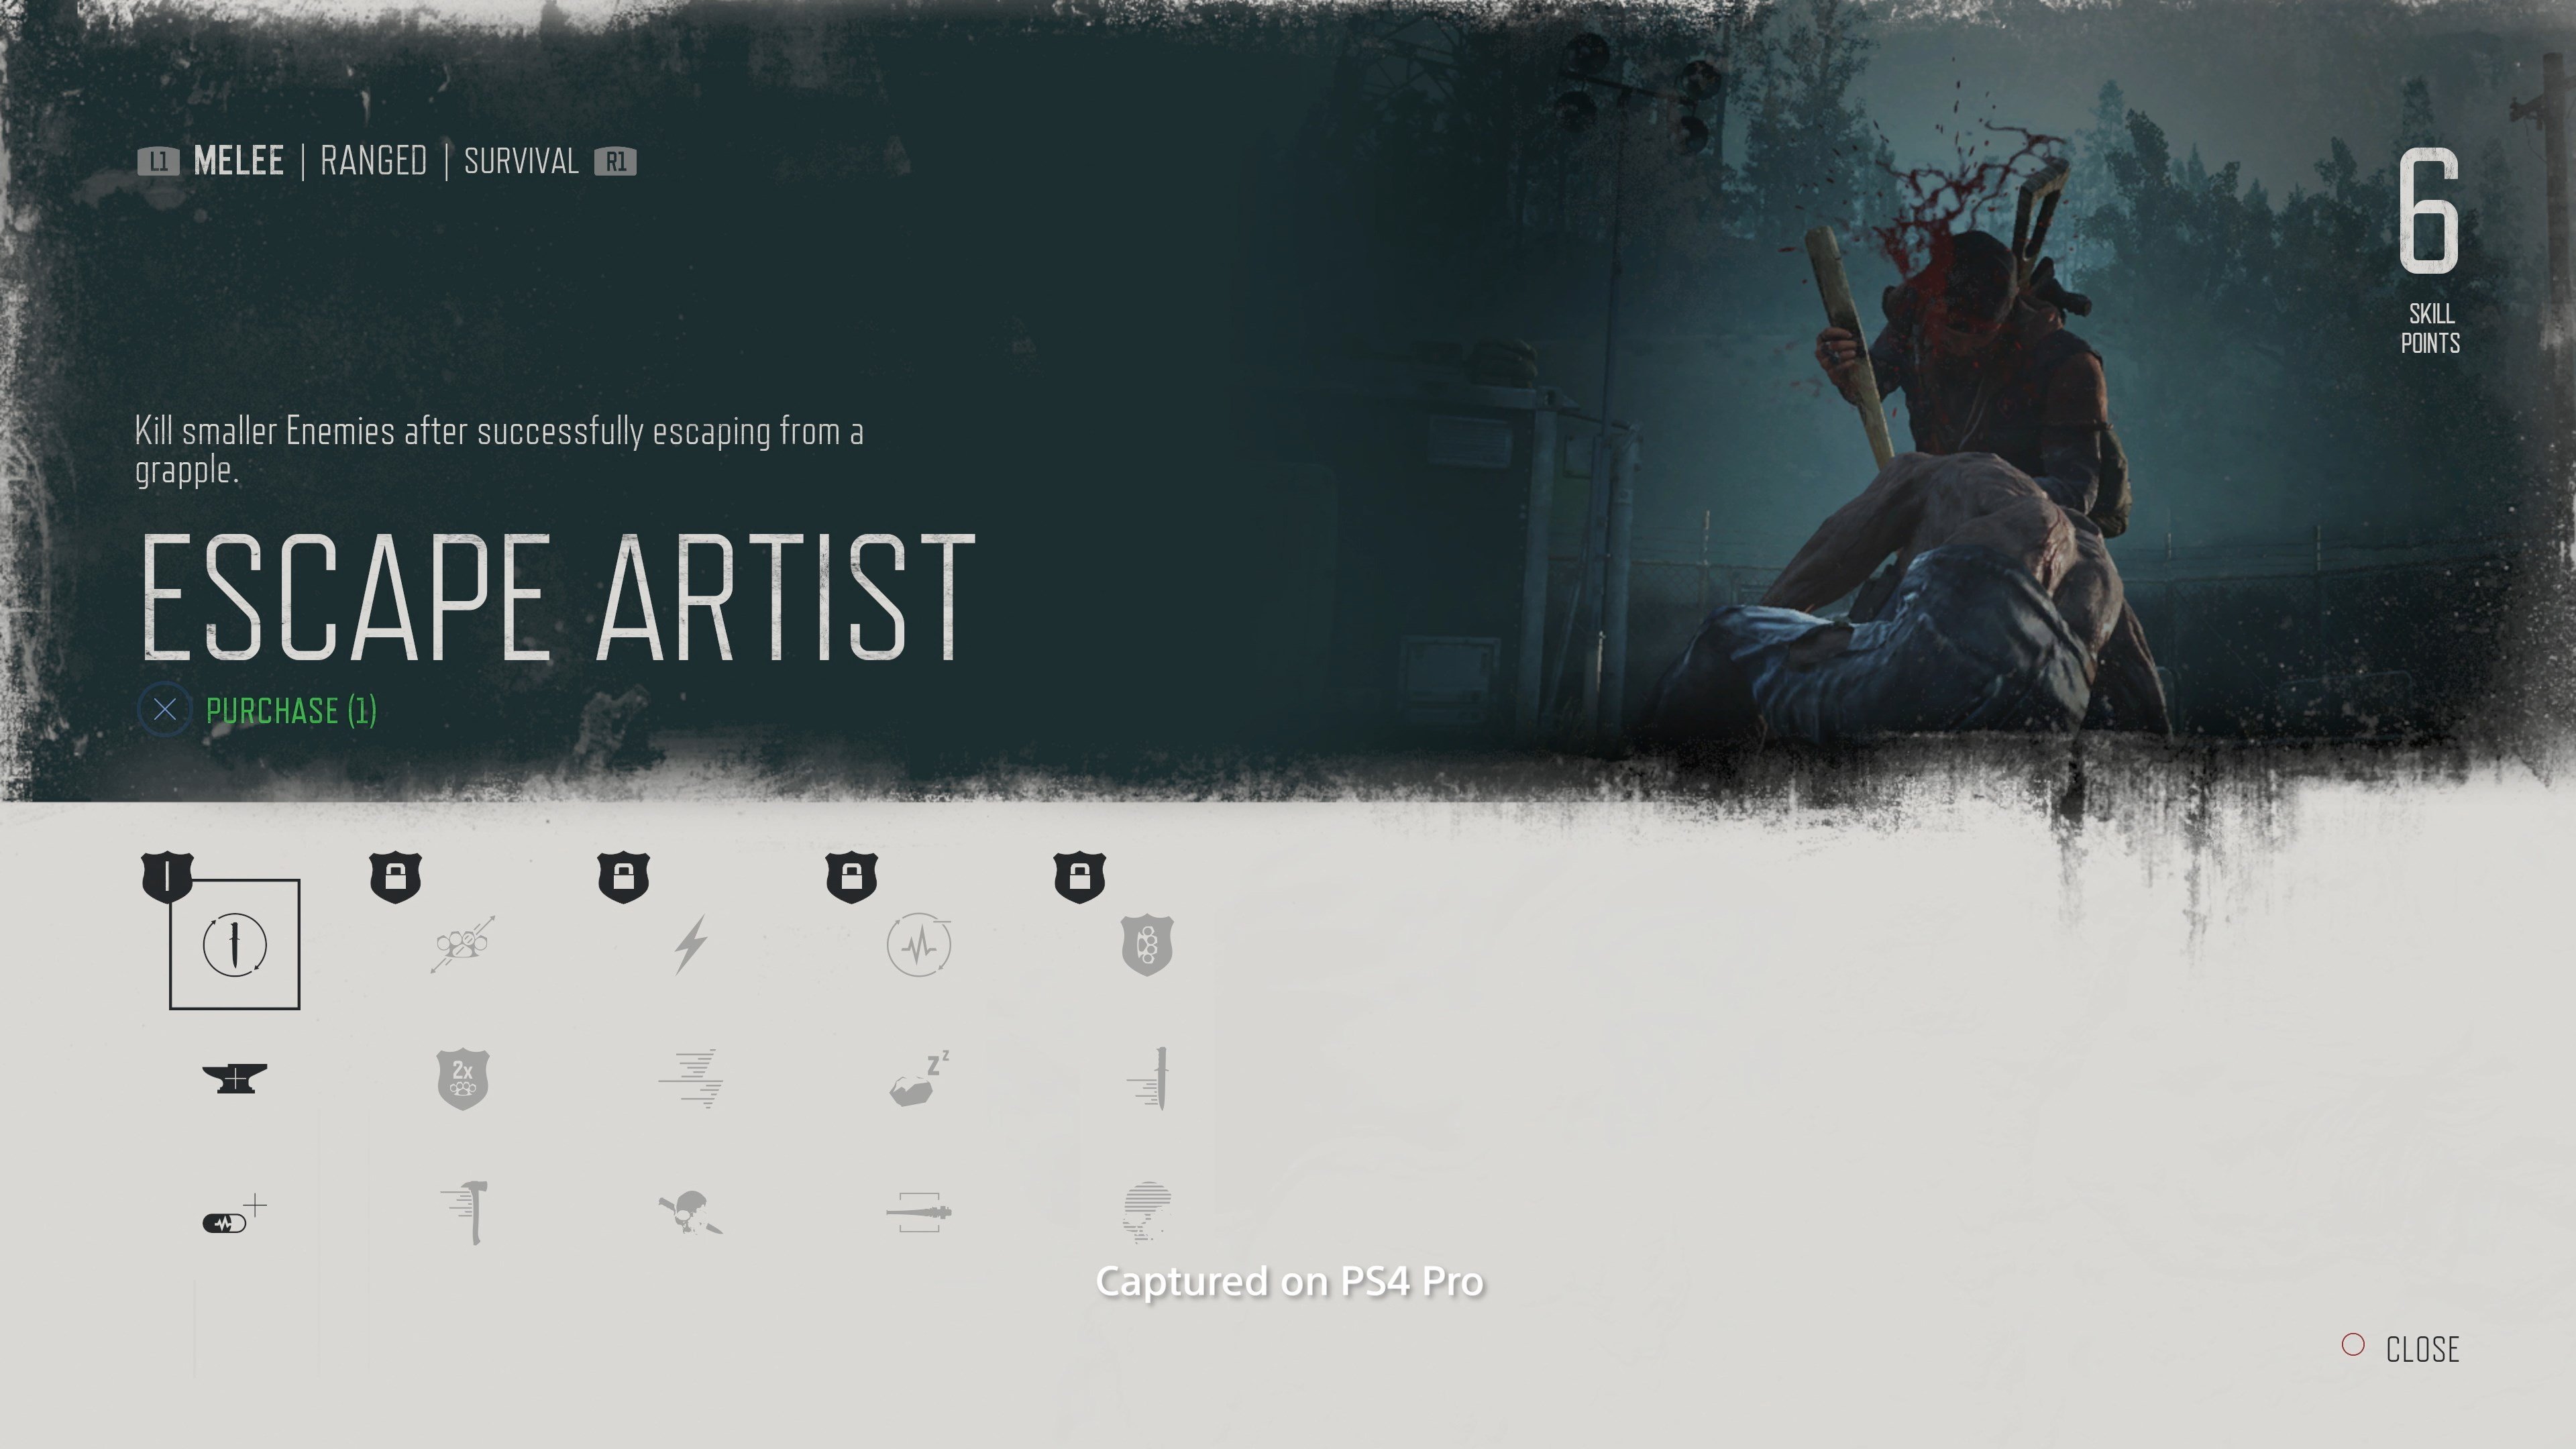 L1 MELEE | RANGED | SURVIVAL R1
6
SKILL
POINTS
Kill smaller Enemies after successfully escaping from a
grapple.
ESCAPE ARTIST
PURCHASE (1)
I
2x
Z z
Captured on PS4 Pro
CLOSE